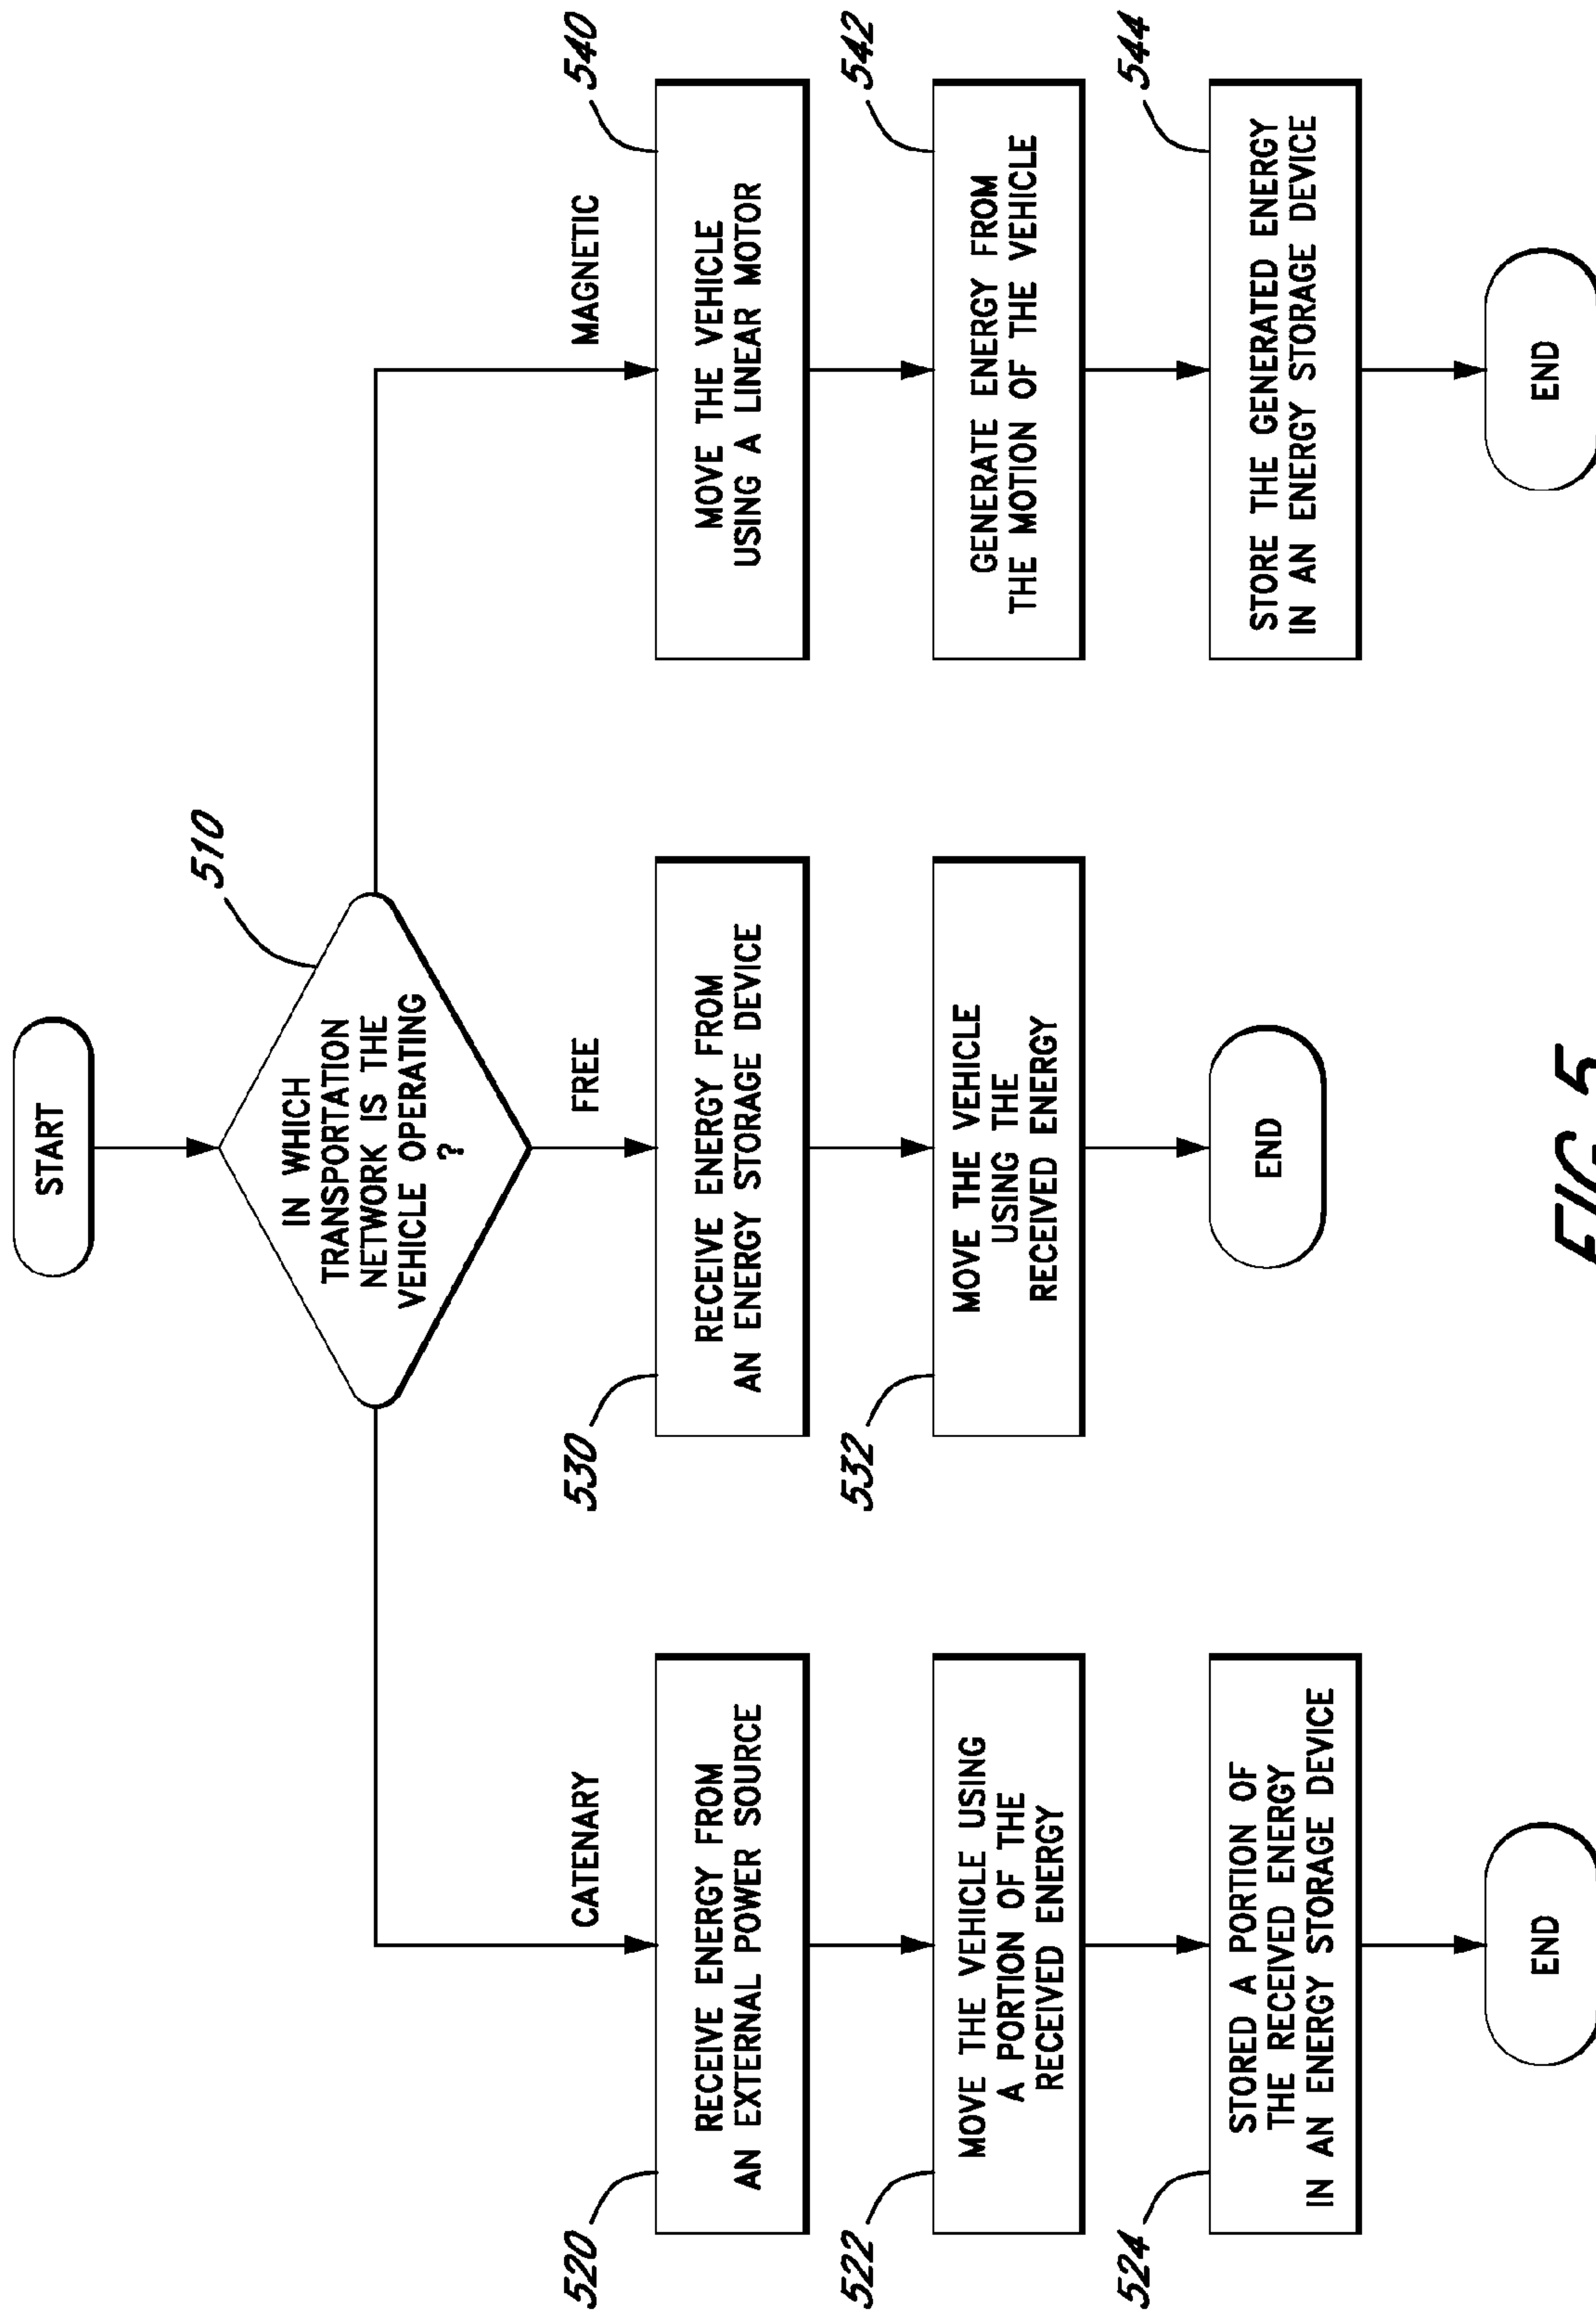 START
510
IN WHICH
TRANSPORTATION
NETWORK IS THE
VEHICLE OPERATING
?
CATENARY
520
RECEIVE ENERGY FROM
AN EXTERNAL POWER SOURCE
522
MOVE THE VEHICLE USING
A PORTION OF THE
RECEIVED ENERGY
524
STORED A PORTION OF
THE RECEIVED ENERGY
IN AN ENERGY STORAGE DEVICE
END
FREE
530
RECEIVE ENERGY FROM
AN ENERGY STORAGE DEVICE
532
MOVE THE VEHICLE
USING THE
RECEIVED ENERGY
END
MAGNETIC
540
MOVE THE VEHICLE
USING A LINEAR MOTOR
542
GENERATE ENERGY FROM
THE MOTION OF THE VEHICLE
544
STORE THE GENERATED ENERGY
IN AN ENERGY STORAGE DEVICE
END
FIG. 5